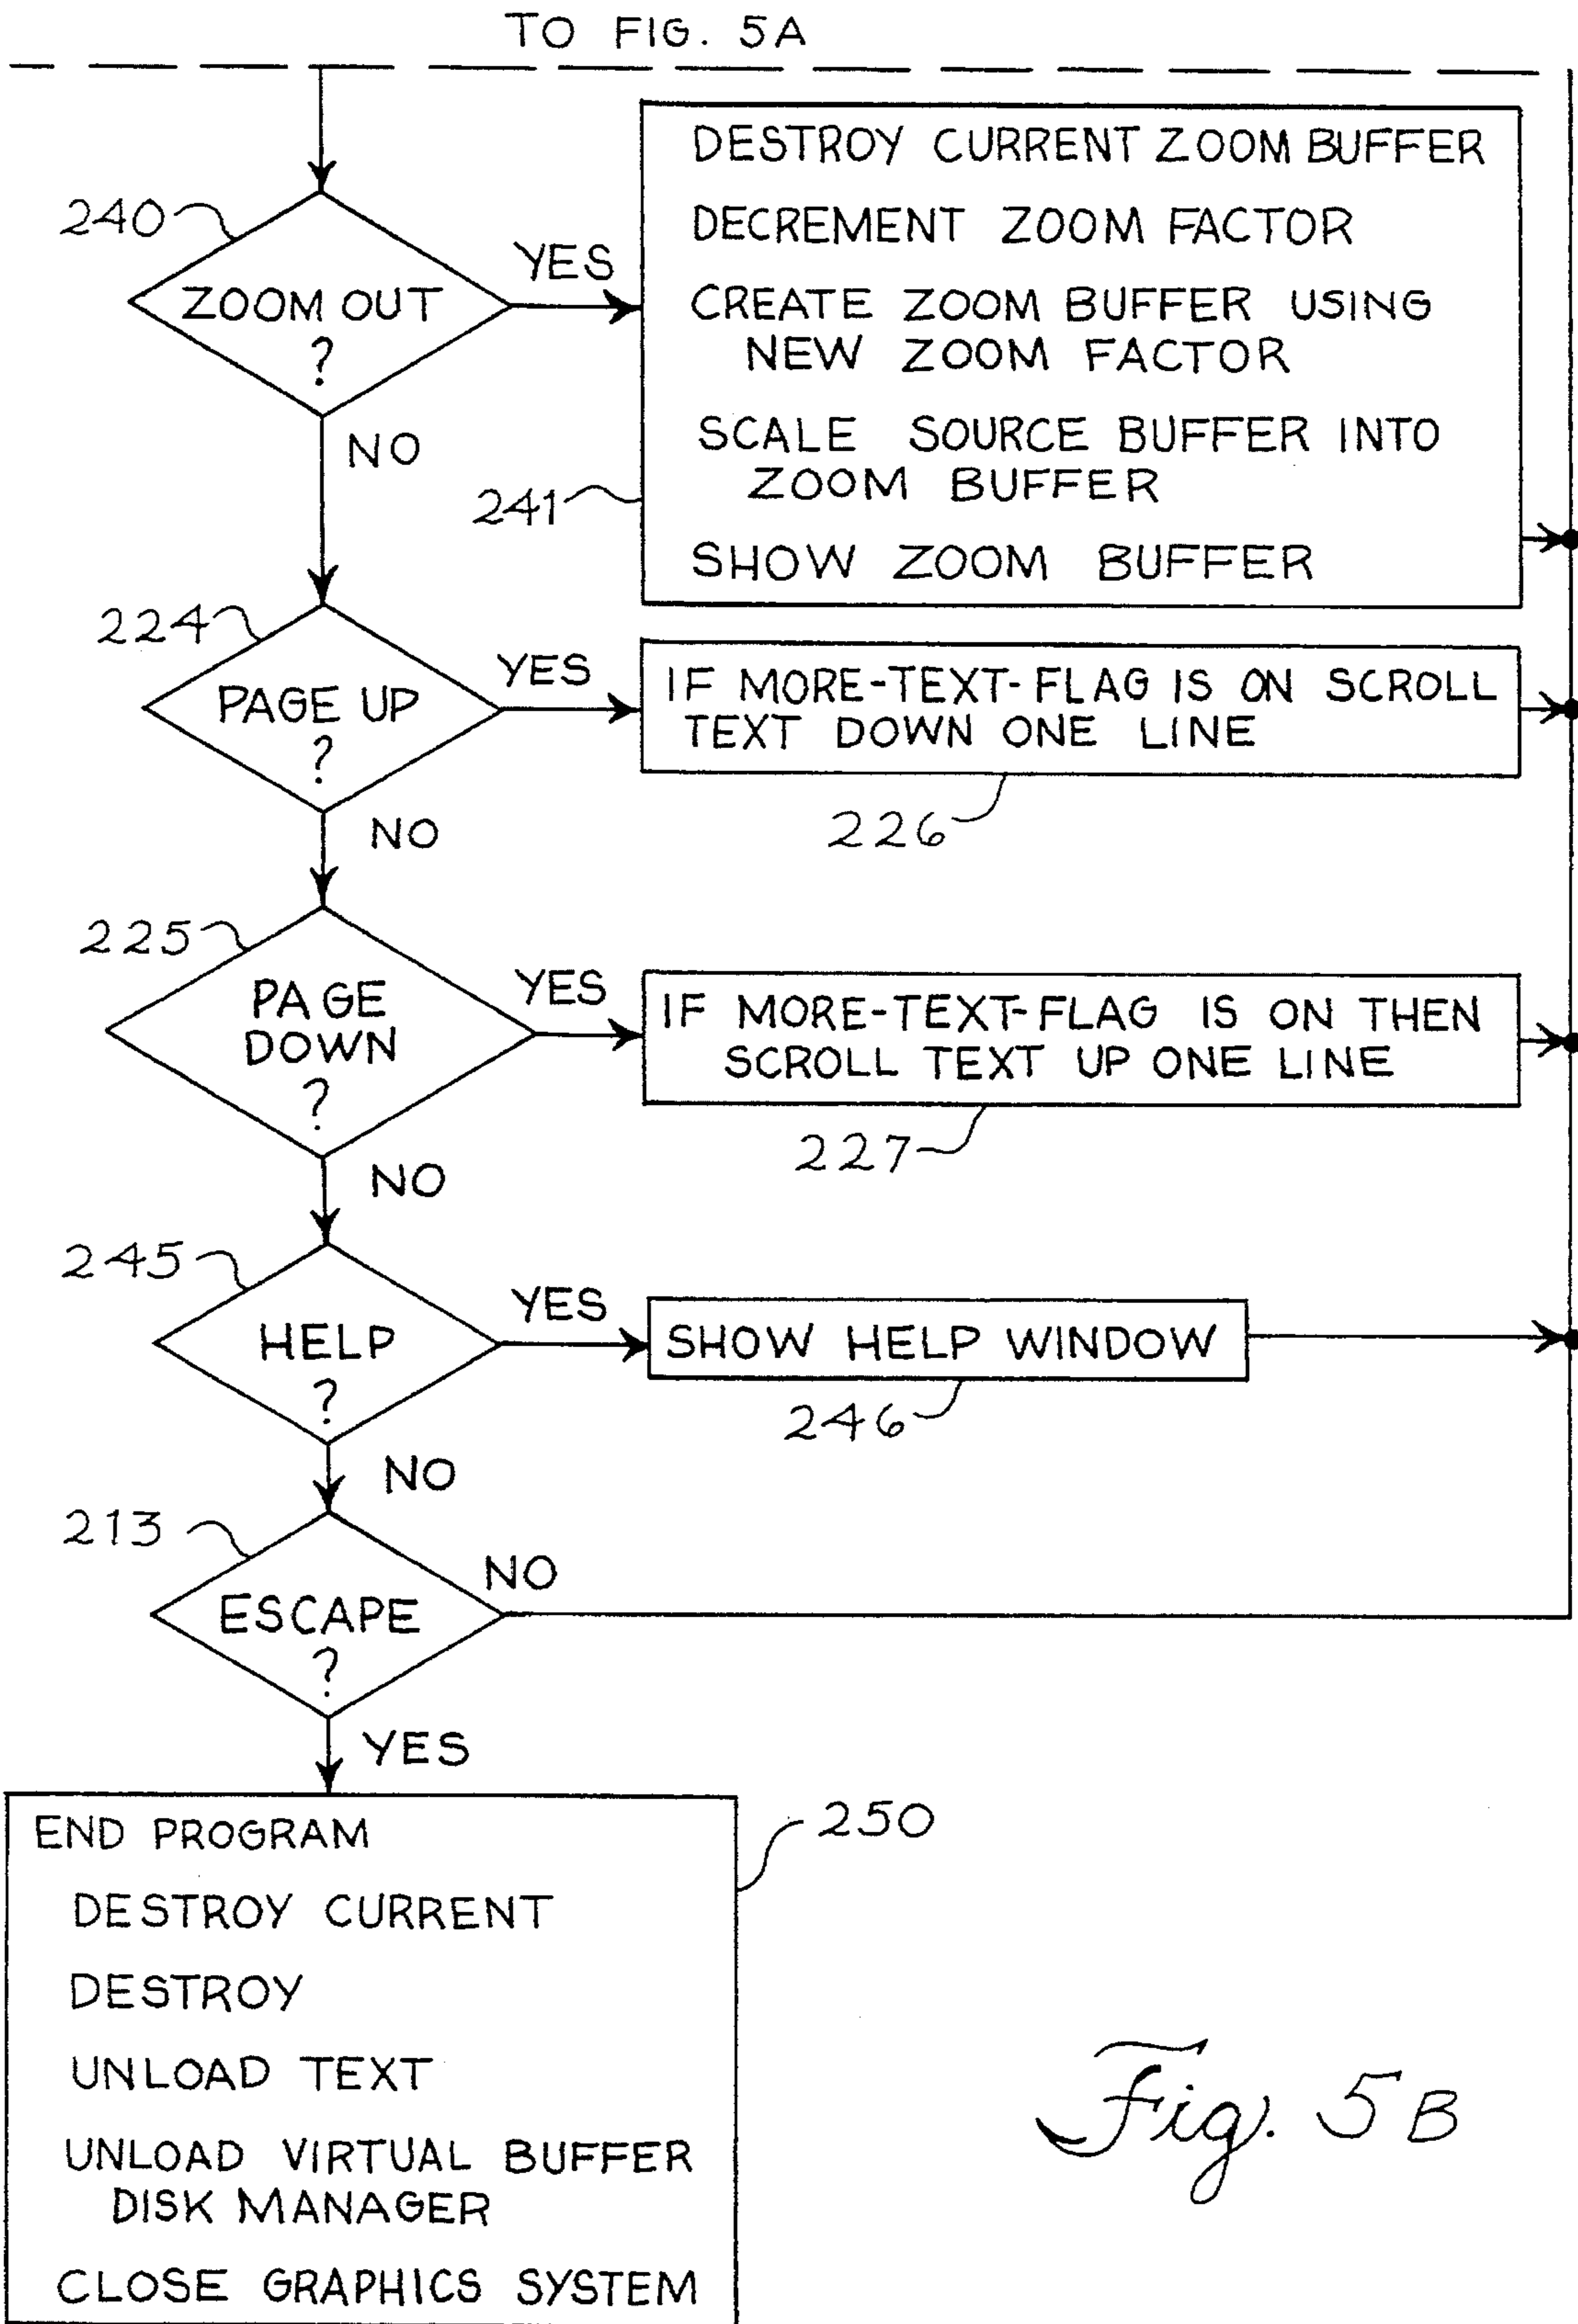 TO FIG. 5A
240
ZOOM OUT
?
YES
NO
DESTROY CURRENT ZOOM BUFFER
DECREMENT ZOOM FACTOR
CREATE ZOOM BUFFER USING
NEW ZOOM FACTOR
SCALE SOURCE BUFFER INTO
ZOOM BUFFER
SHOW ZOOM BUFFER
241
224
PAGE UP
?
YES
NO
IF MORE-TEXT-FLAG IS ON SCROLL
TEXT DOWN ONE LINE
226
225
PAGE
DOWN
?
YES
NO
IF MORE-TEXT-FLAG IS ON THEN
SCROLL TEXT UP ONE LINE
227
245
HELP
?
YES
NO
SHOW HELP WINDOW
246
213
ESCAPE
?
NO
YES
END PROGRAM
DESTROY CURRENT
DESTROY
UNLOAD TEXT
UNLOAD VIRTUAL BUFFER
DISK MANAGER
CLOSE GRAPHICS SYSTEM
250
Fig. 5B